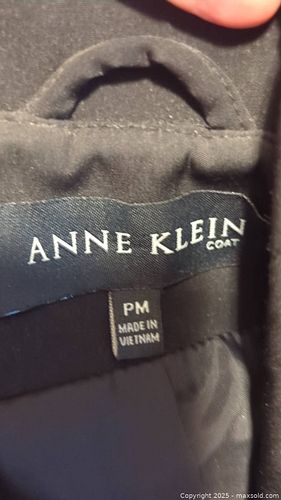 ANNE KLEIN
COAT
PM
MADE IN
VIETNAM
Copyright © 2025 - maxsold.com